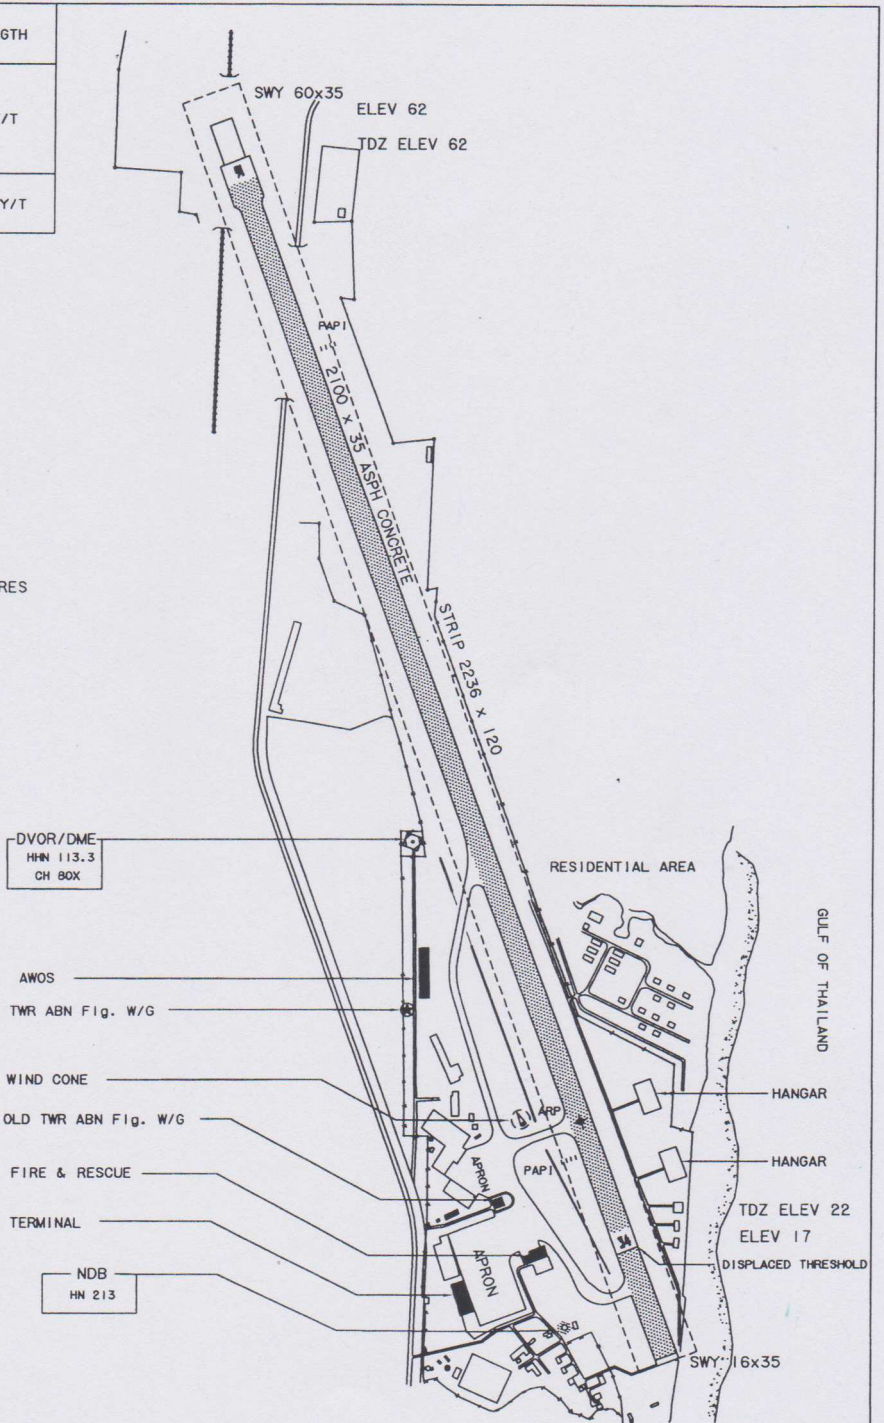 GTH
/T
Y/T
RES
SWY 60x35
ELEV 62
TDZ ELEV 62
PAPI
2100 x 35 ASPH CONCRETE
STRIP 2236 x 120
DVOR/DME
HHN 113.3
CH 80X
RESIDENTIAL AREA
GULF OF THAILAND
AWOS
TWR ABN Flg. W/G
WIND CONE
OLD TWR ABN Flg. W/G
FIRE & RESCUE
TERMINAL
NDB
HN 213
ARP
APRON
PAPI
APRON
HANGAR
HANGAR
34
TDZ ELEV 22
ELEV 17
DISPLACED THRESHOLD
SWY 16x35